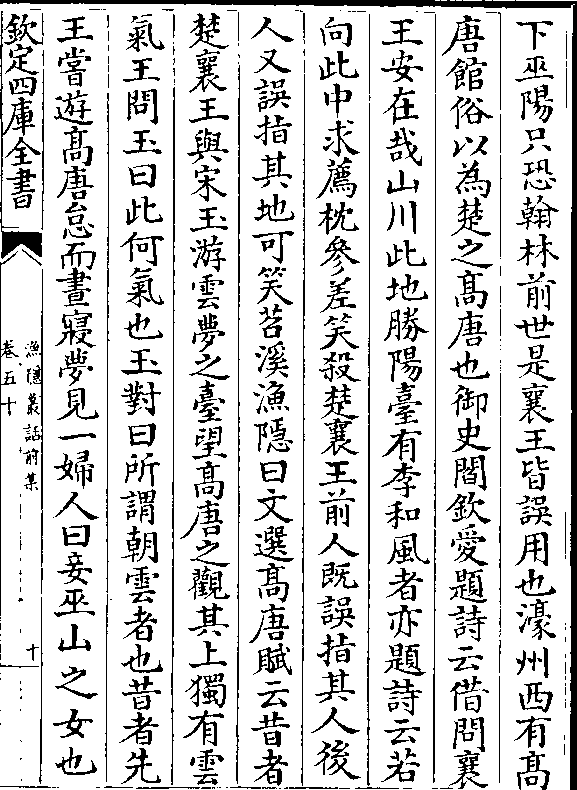 下巫陽只恐翰林前世是襄王皆誤用也濠州西有髙
唐館俗以為楚之髙唐也御史閻欽愛題詩云借問襄
王安在哉山川此地勝陽臺有李和風者亦題詩云若
向此中求薦枕參差笑殺楚襄王前人既誤指其人後
人又誤指其地可笑苕溪漁隱曰文選髙唐賦云昔者
楚襄王與宋玉游雲夢之臺望髙唐之觀其上獨有雲
氣王問玉曰此何氣也玉對曰所謂朝雲者也昔者先
王嘗遊髙唐怠而晝寢夢見一婦人曰妾巫山之女也
欽定四庫全書
漁隱叢話前集
卷五十
十